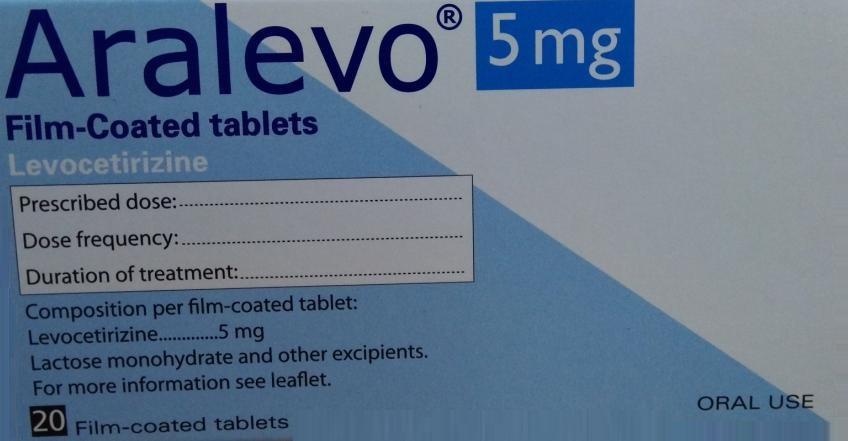 Aralevo® 5 mg
Film-Coated tablets
Levocetirizine
Prescribed dose:................................................
Dose frequency:................................................
Duration of treatment:......................................
Composition per film-coated tablet:
Levocetirizine.............5 mg
Lactose monohydrate and other excipients.
For more information see leaflet.
20 Film-coated tablets
ORAL USE